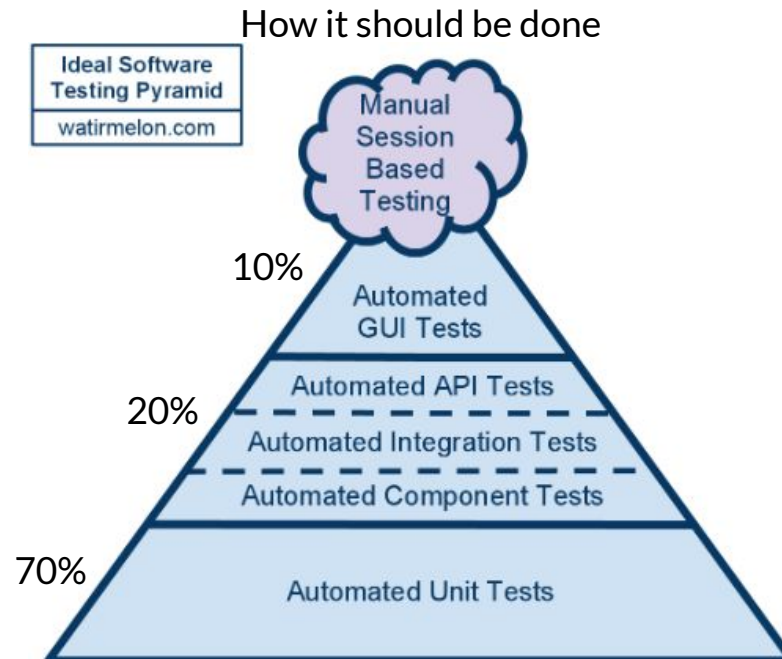 How it should be done
Ideal Software
Testing Pyramid
watirmelon.com
Manual
Session
Based
Testing
10%
Automated
GUI Tests
20%
Automated API Tests
Automated Integration Tests
Automated Component Tests
70%
Automated Unit Tests